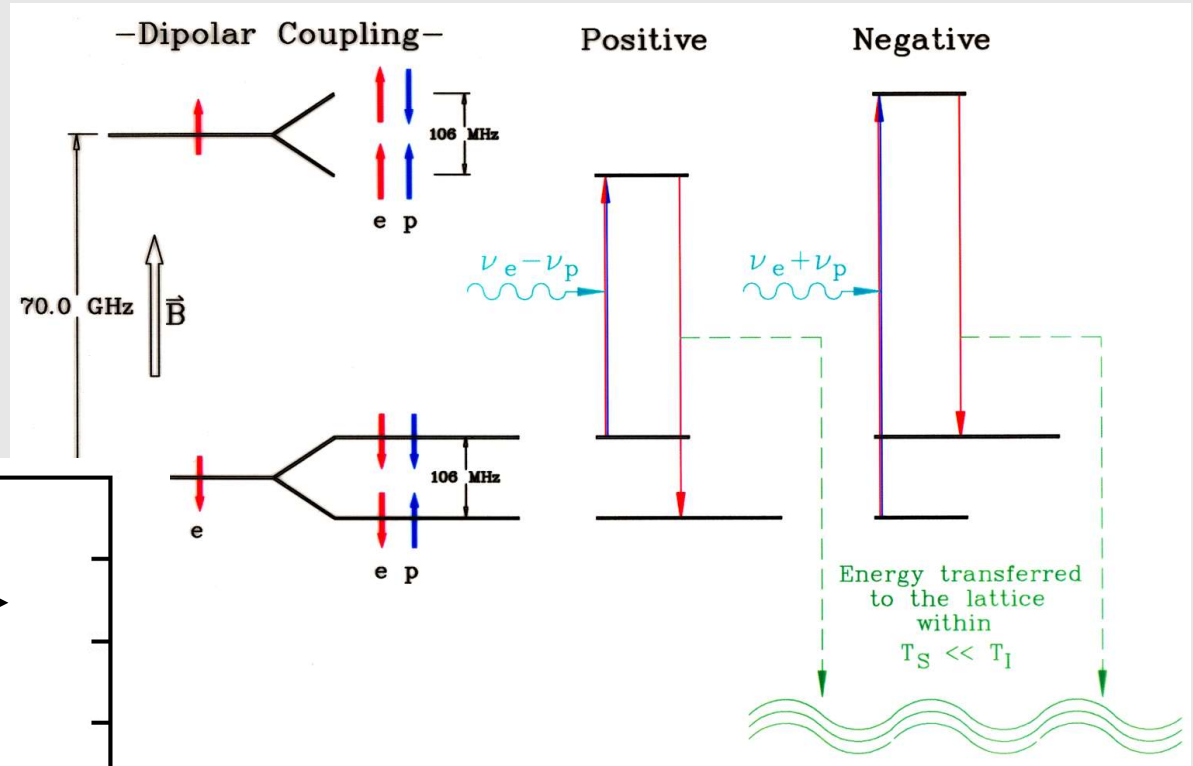 -Dipolar Coupling-
Positive
Negative
106 MHz
e p
70.0 GHz
B⃗
νe-νp
νe+νp
106 MHz
e
e p
Energy transferred
to the lattice
within
TS << TI